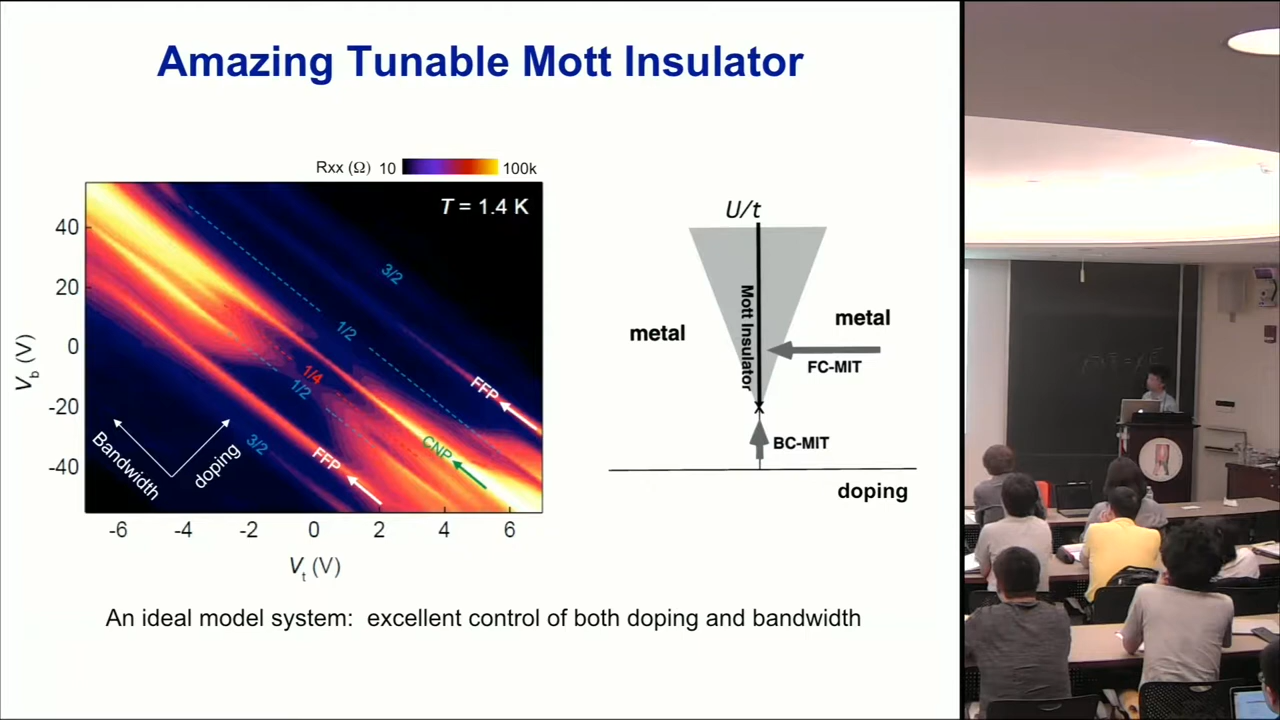 Amazing Tunable Mott Insulator
Rxx (Ω) 10 100k
T = 1.4 K
40
20
0
-20
-40
V_b (V)
3/2
1/2
1/4
1/2
3/2
FFP
FFP
CNP
Bandwidth
doping
-6 -4 -2 0 2 4 6
V_t (V)
U/t
Mott Insulator
metal
metal
FC-MIT
BC-MIT
doping
An ideal model system: excellent control of both doping and bandwidth